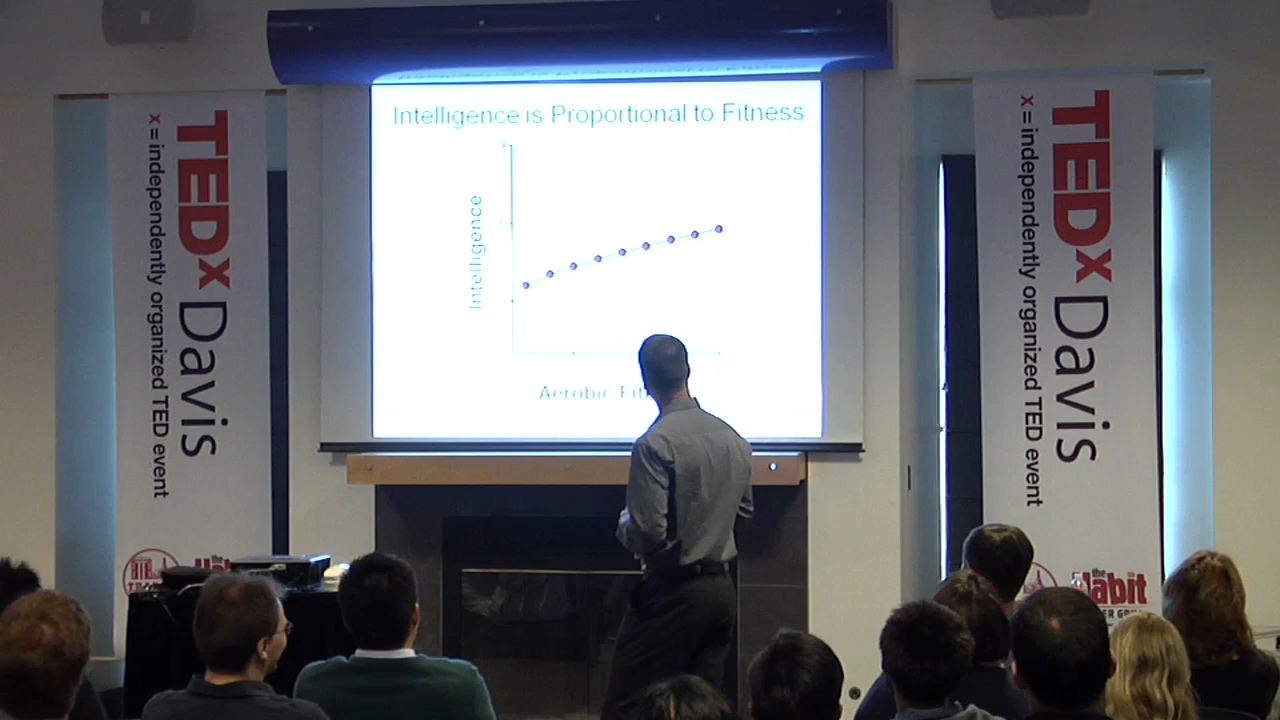 Intelligence is Proportional to Fitness
Intelligence
Aerobic Fit
TEDx Davis
x = independently organized TED event
TEDx Davis
x = independently organized TED event
the
Habit